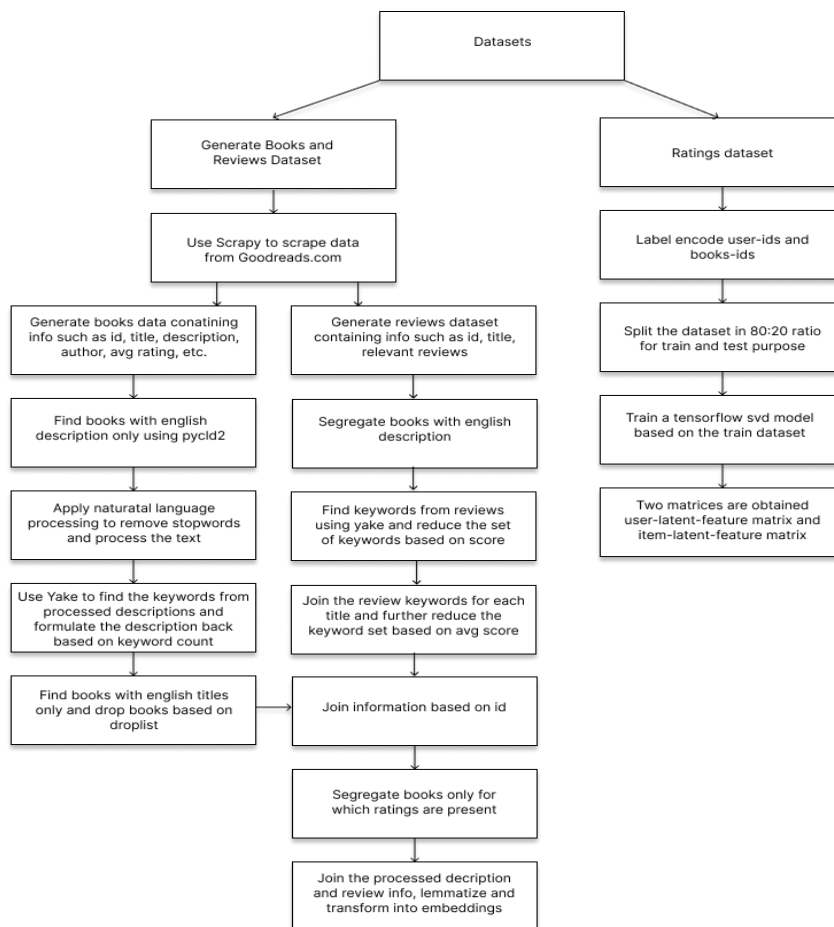 Datasets
Generate Books and
Reviews Dataset
Ratings dataset
Use Scrapy to scrape data
from Goodreads.com
Label encode user-ids and
books-ids
Generate books data conatining
info such as id, title, description,
author, avg rating, etc.
Generate reviews dataset
containing info such as id, title,
relevant reviews
Split the dataset in 80:20 ratio
for train and test purpose
Find books with english
description only using pycld2
Segregate books with english
description
Train a tensorflow svd model
based on the train dataset
Apply naturatal language
processing to remove stopwords
and process the text
Find keywords from reviews
using yake and reduce the set
of keywords based on score
Two matrices are obtained
user-latent-feature matrix and
item-latent-feature matrix
Use Yake to find the keywords from
processed descriptions and
formulate the description back
based on keyword count
Join the review keywords for each
title and further reduce the
keyword set based on avg score
Find books with english titles
only and drop books based on
droplist
Join information based on id
Segregate books only for
which ratings are present
Join the processed decription
and review info, lemmatize and
transform into embeddings